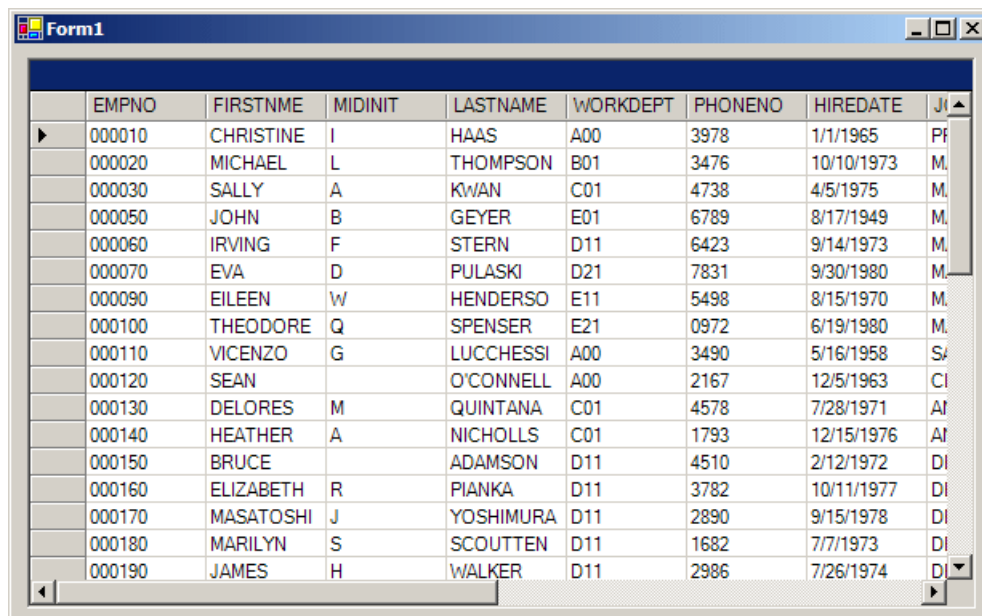 Form1
EMPNO FIRSTNME MIDINIT LASTNAME WORKDEPT PHONENO HIREDATE
000010 CHRISTINE I HAAS A00 3978 1/1/1965
000020 MICHAEL L THOMPSON B01 3476 10/10/1973
000030 SALLY A KWAN C01 4738 4/5/1975
000050 JOHN B GEYER E01 6789 8/17/1949
000060 IRVING F STERN D11 6423 9/14/1973
000070 EVA D PULASKI D21 7831 9/30/1980
000090 EILEEN W HENDERSO E11 5498 8/15/1970
000100 THEODORE Q SPENSER E21 0972 6/19/1980
000110 VICENZO G LUCCHESSI A00 3490 5/16/1958
000120 SEAN O'CONNELL A00 2167 12/5/1963
000130 DELORES M QUINTANA C01 4578 7/28/1971
000140 HEATHER A NICHOLLS C01 1793 12/15/1976
000150 BRUCE ADAMSON D11 4510 2/12/1972
000160 ELIZABETH R PIANKA D11 3782 10/11/1977
000170 MASATOSHI J YOSHIMURA D11 2890 9/15/1978
000180 MARILYN S SCOUTTEN D11 1682 7/7/1973
000190 JAMES H WALKER D11 2986 7/26/1974